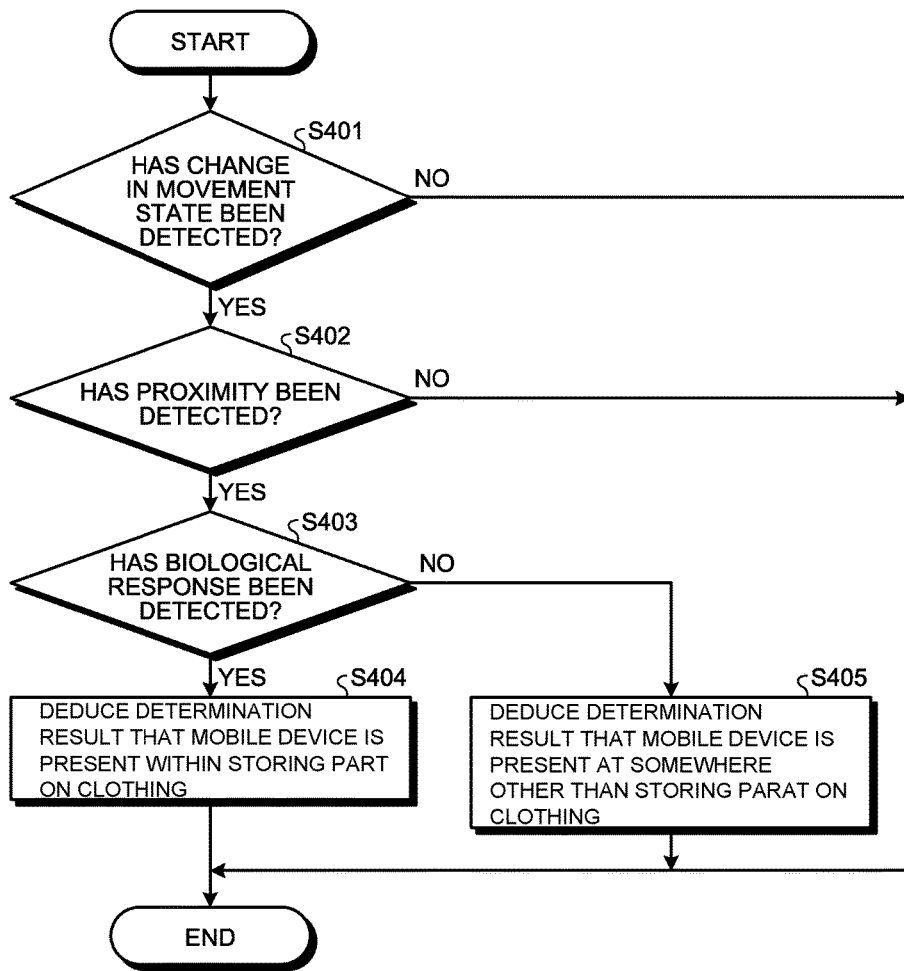 START
S401
HAS CHANGE
IN MOVEMENT
STATE BEEN
DETECTED?
NO
YES
S402
HAS PROXIMITY BEEN
DETECTED?
NO
YES
S403
HAS BIOLOGICAL
RESPONSE BEEN
DETECTED?
NO
YES
S404
DEDUCE DETERMINATION
RESULT THAT MOBILE DEVICE IS
PRESENT WITHIN STORING PART
ON CLOTHING
S405
DEDUCE DETERMINATION
RESULT THAT MOBILE DEVICE IS
PRESENT AT SOMEWHERE
OTHER THAN STORING PARAT ON
CLOTHING
END